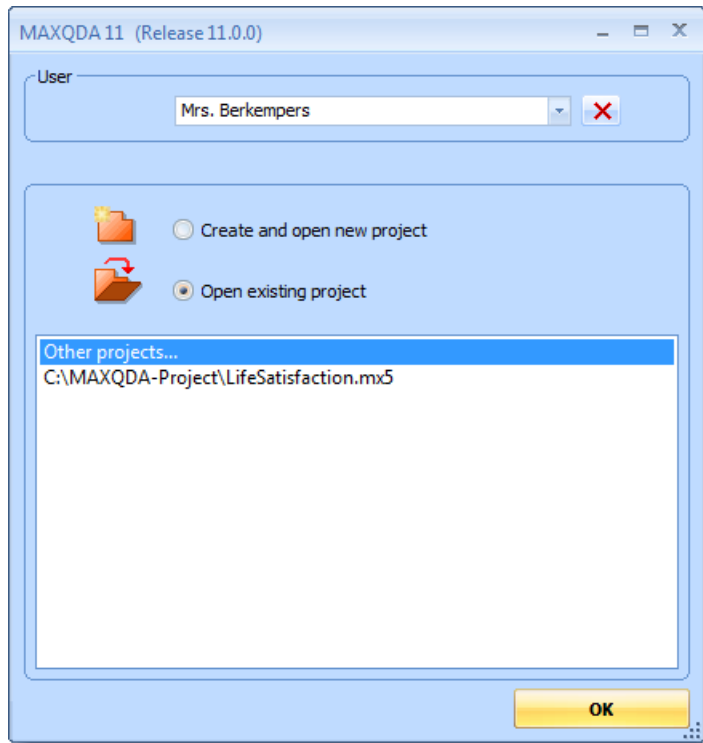 MAXQDA 11 (Release 11.0.0)
User
Mrs. Berkempers
Create and open new project
Open existing project
Other projects...
C:\MAXQDA-Project\LifeSatisfaction.mx5
OK